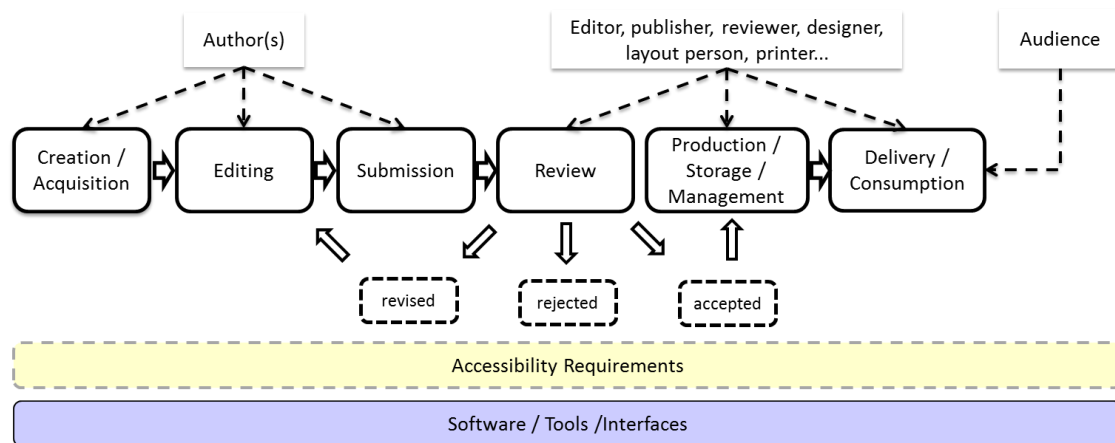 Author(s)
Editor, publisher, reviewer, designer,
layout person, printer...
Audience
Creation /
Acquisition
Editing
Submission
Review
Production /
Storage /
Management
Delivery /
Consumption
revised
rejected
accepted
Accessibility Requirements
Software / Tools /Interfaces